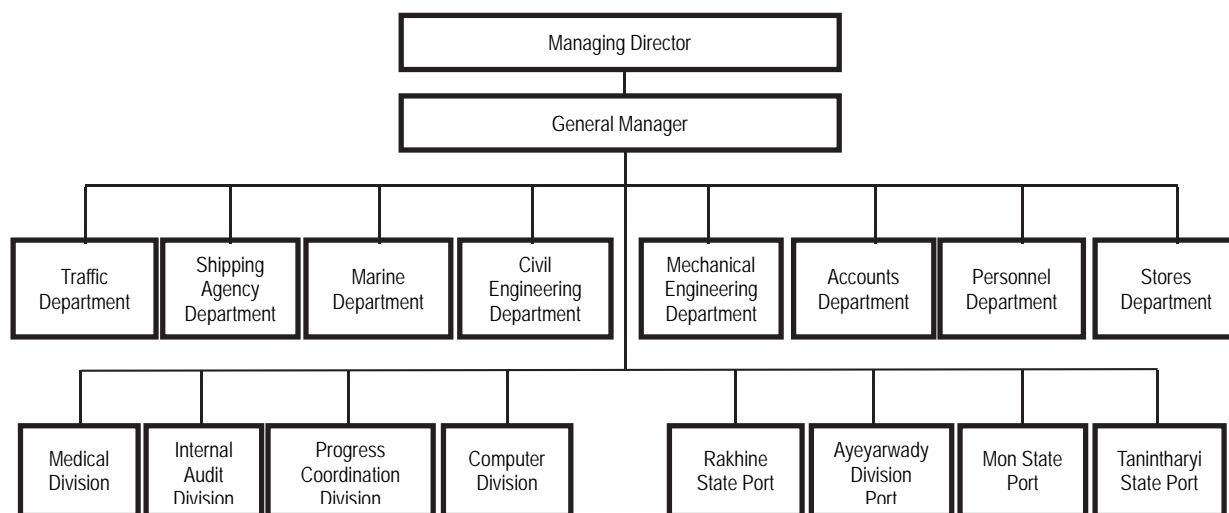 Managing Director
General Manager
Traffic
Department
Shipping
Agency
Department
Marine
Department
Civil
Engineering
Department
Mechanical
Engineering
Department
Accounts
Department
Personnel
Department
Stores
Department
Medical
Division
Internal
Audit
Division
Progress
Coordination
Division
Computer
Division
Rakhine
State Port
Ayeyarwady
Division
Port
Mon State
Port
Tanintharyi
State Port